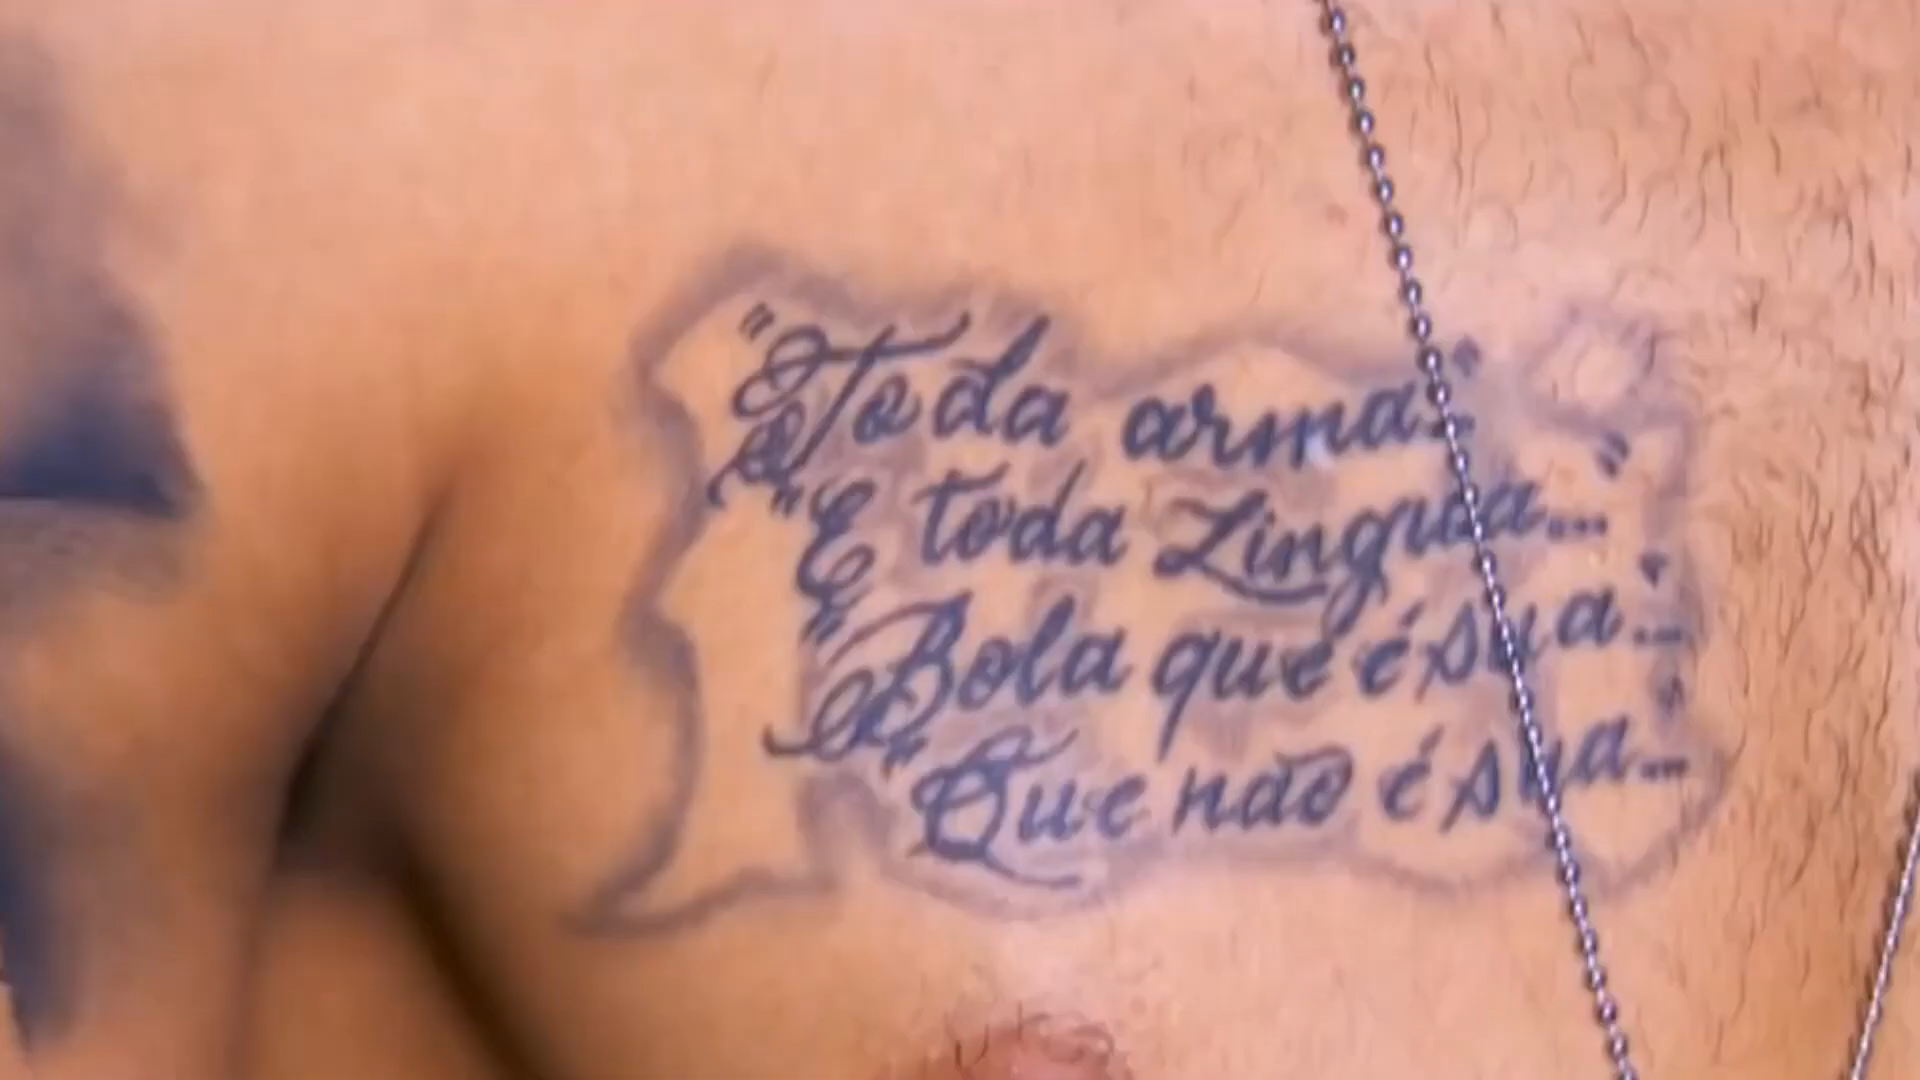 "Toda arma..."
"E toda Lingua..."
"Bola que é sua..."
"Que não é sua..."